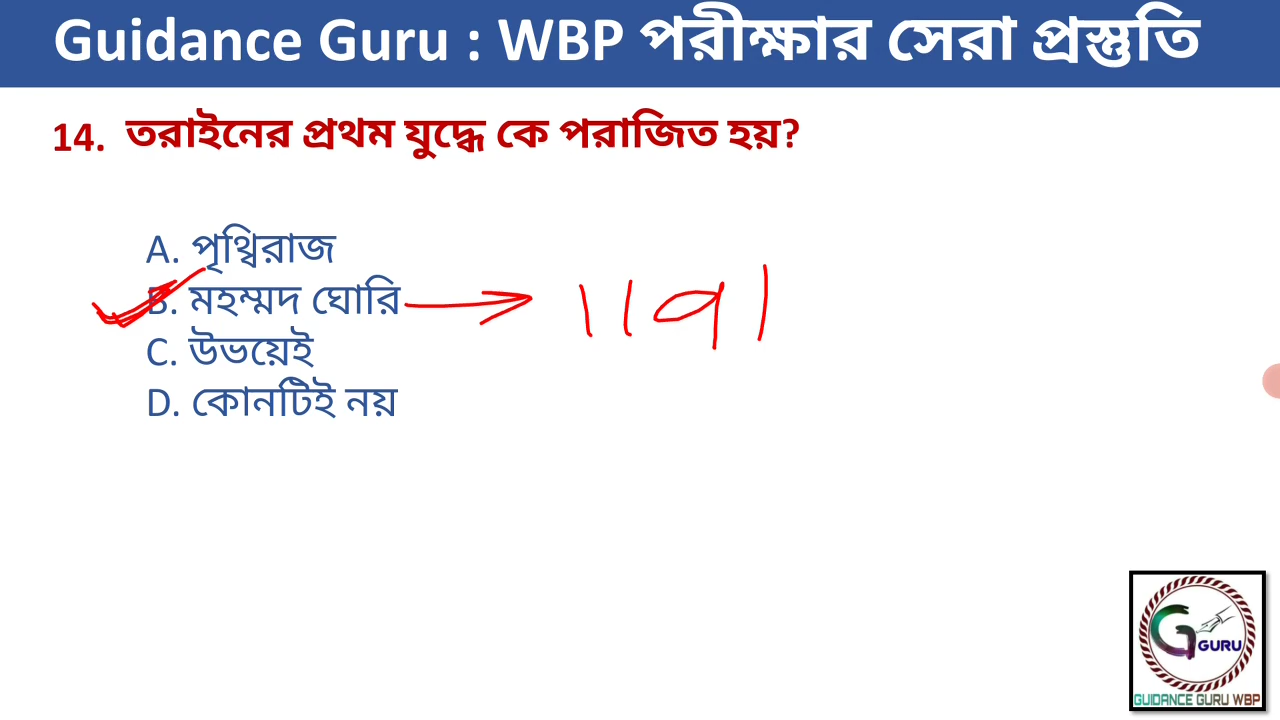 Guidance Guru : WBP পরীক্ষার সেরা প্রস্তুতি
14. তরাইনের প্রথম যুদ্ধে কে পরাজিত হয়?
A. পৃথ্বিরাজ
B. মহম্মদ ঘোরি → 1191
C. উভয়েই
D. কোনটিই নয়
G GURU
GUIDANCE GURU WBP